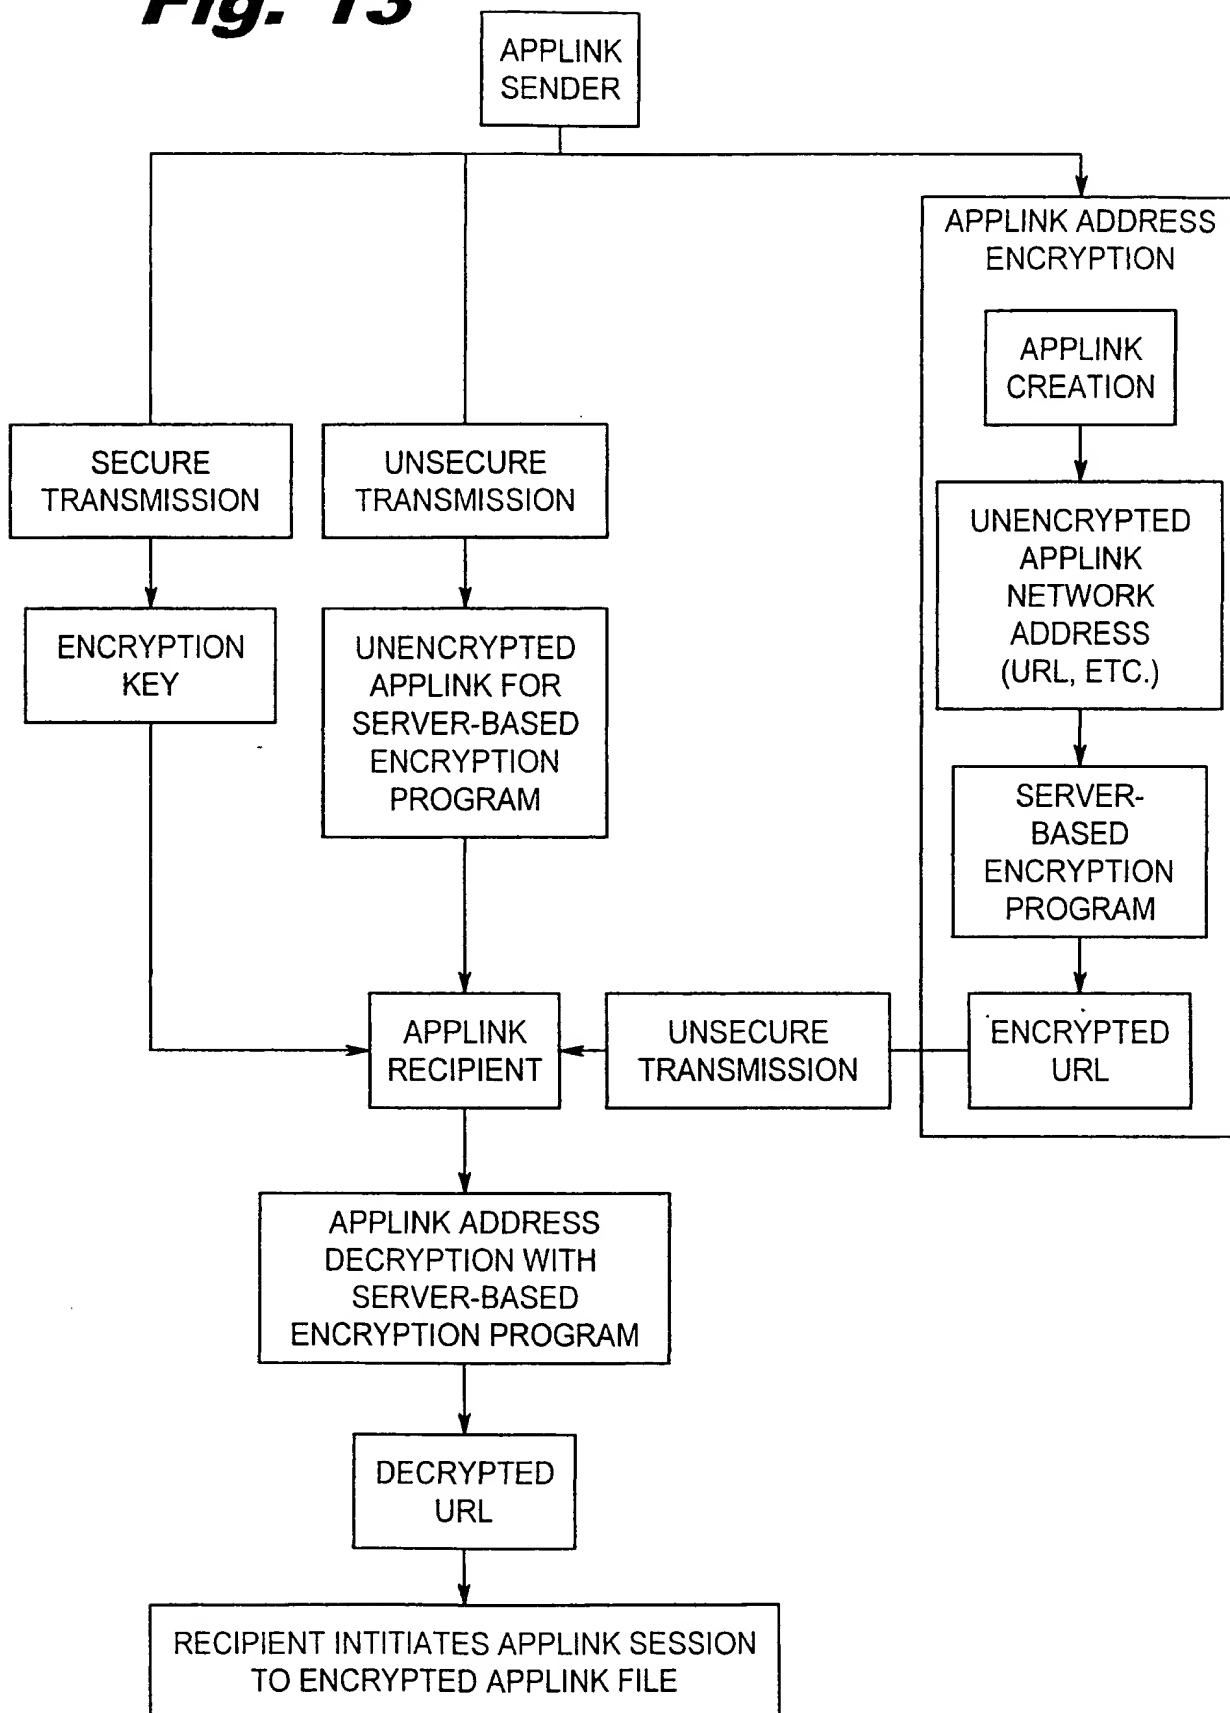 Fig. 13
APPLINK
SENDER
APPLINK ADDRESS
ENCRYPTION
APPLINK
CREATION
SECURE
TRANSMISSION
UNSECURE
TRANSMISSION
UNENCRYPTED
APPLINK
NETWORK
ADDRESS
(URL, ETC.)
ENCRYPTION
KEY
UNENCRYPTED
APPLINK FOR
SERVER-BASED
ENCRYPTION
PROGRAM
SERVER-
BASED
ENCRYPTION
PROGRAM
APPLINK
RECIPIENT
UNSECURE
TRANSMISSION
ENCRYPTED
URL
APPLINK ADDRESS
DECRYPTION WITH
SERVER-BASED
ENCRYPTION PROGRAM
DECRYPTED
URL
RECIPIENT INTITIATES APPLINK SESSION
TO ENCRYPTED APPLINK FILE